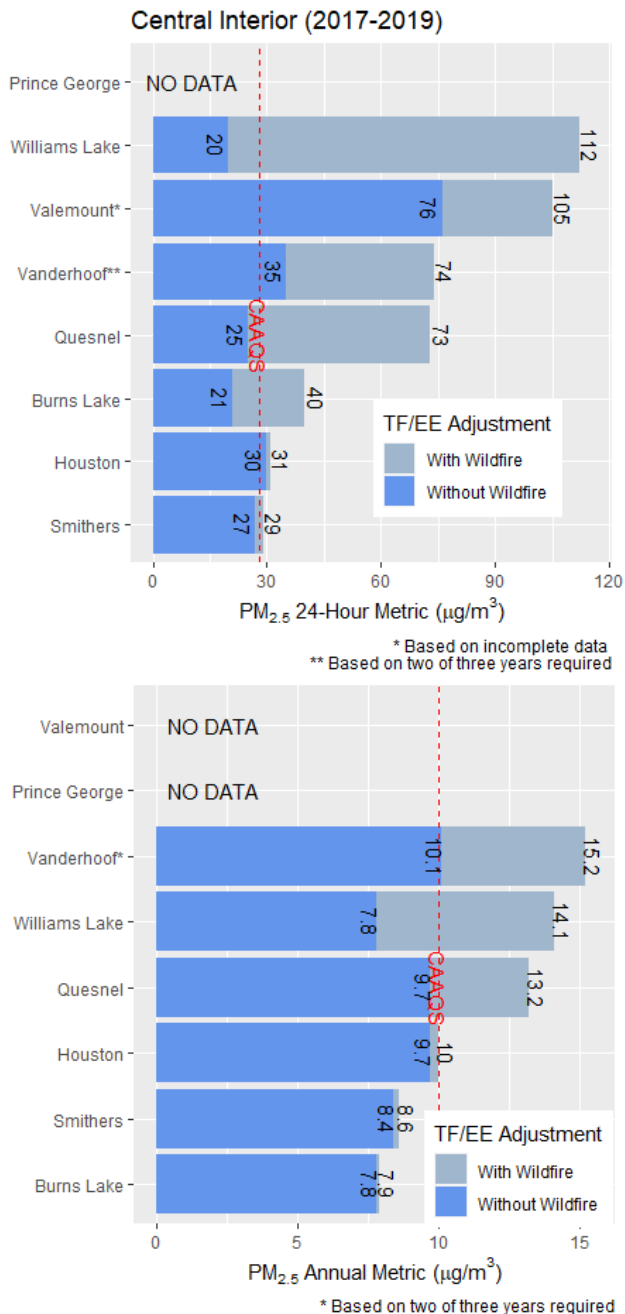 Central Interior (2017-2019)
Prince George
NO DATA
Williams Lake
20
112
Valemount*
76
105
Vanderhoof**
35
74
Quesnel
25
CAAQS
73
Burns Lake
21
40
Houston
30
31
Smithers
27
29
TF/EE Adjustment
With Wildfire
Without Wildfire
0 30 60 90 120
PM2.5 24-Hour Metric (μg/m³)
* Based on incomplete data
** Based on two of three years required
Valemount
NO DATA
Prince George
NO DATA
Vanderhoof*
10.1
15.2
Williams Lake
7.8
14.1
Quesnel
9.7
CAAQS
13.2
Houston
9.7
10
Smithers
8.4
8.6
Burns Lake
7.8
7.9
TF/EE Adjustment
With Wildfire
Without Wildfire
0 5 10 15
PM2.5 Annual Metric (μg/m³)
* Based on two of three years required